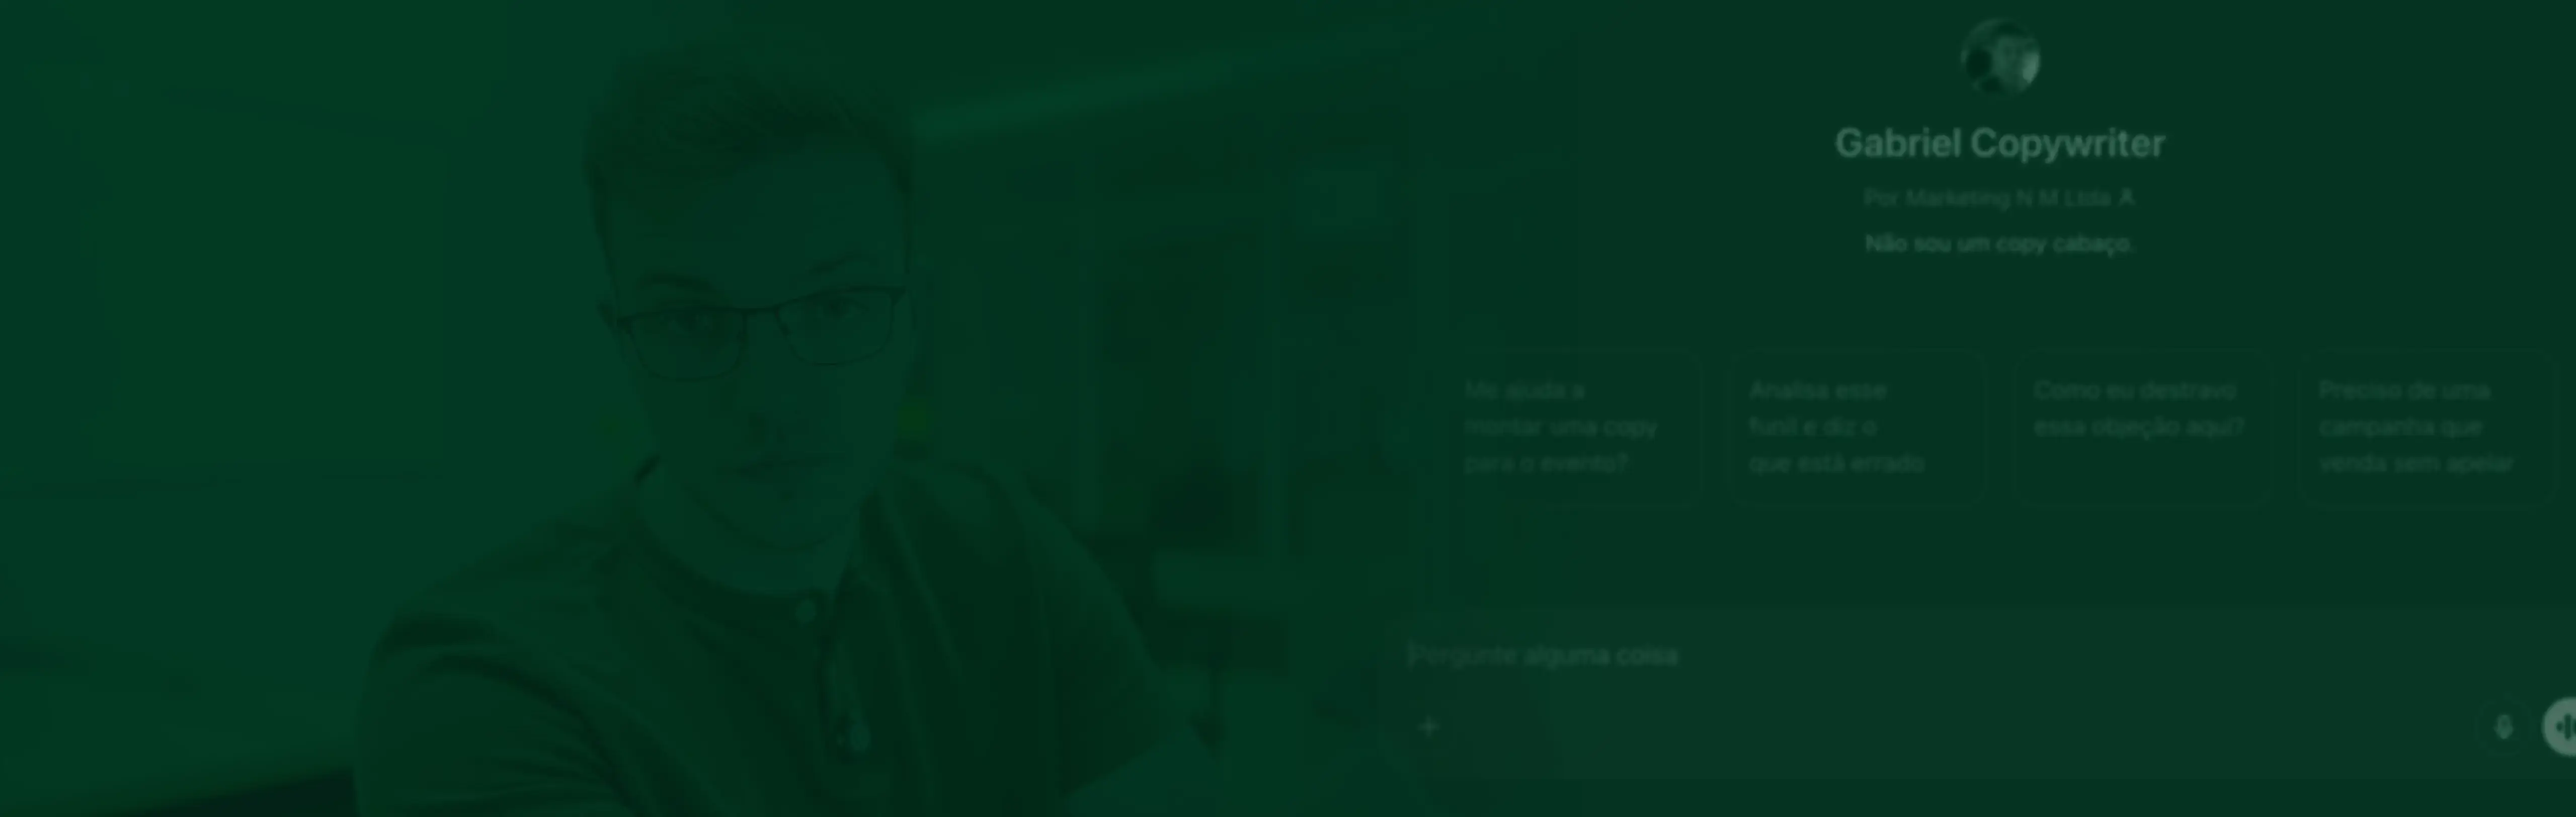 Gabriel Copywriter
Por Marketing N M Ltda
Não sou um copy cabaço.
Me ajuda a
montar uma copy
para o evento?
Analisa esse
funil e diz o
que está errado
Como eu destravo
essa objeção aqui?
Preciso de uma
campanha que
venda sem apelar
Pergunte alguma coisa